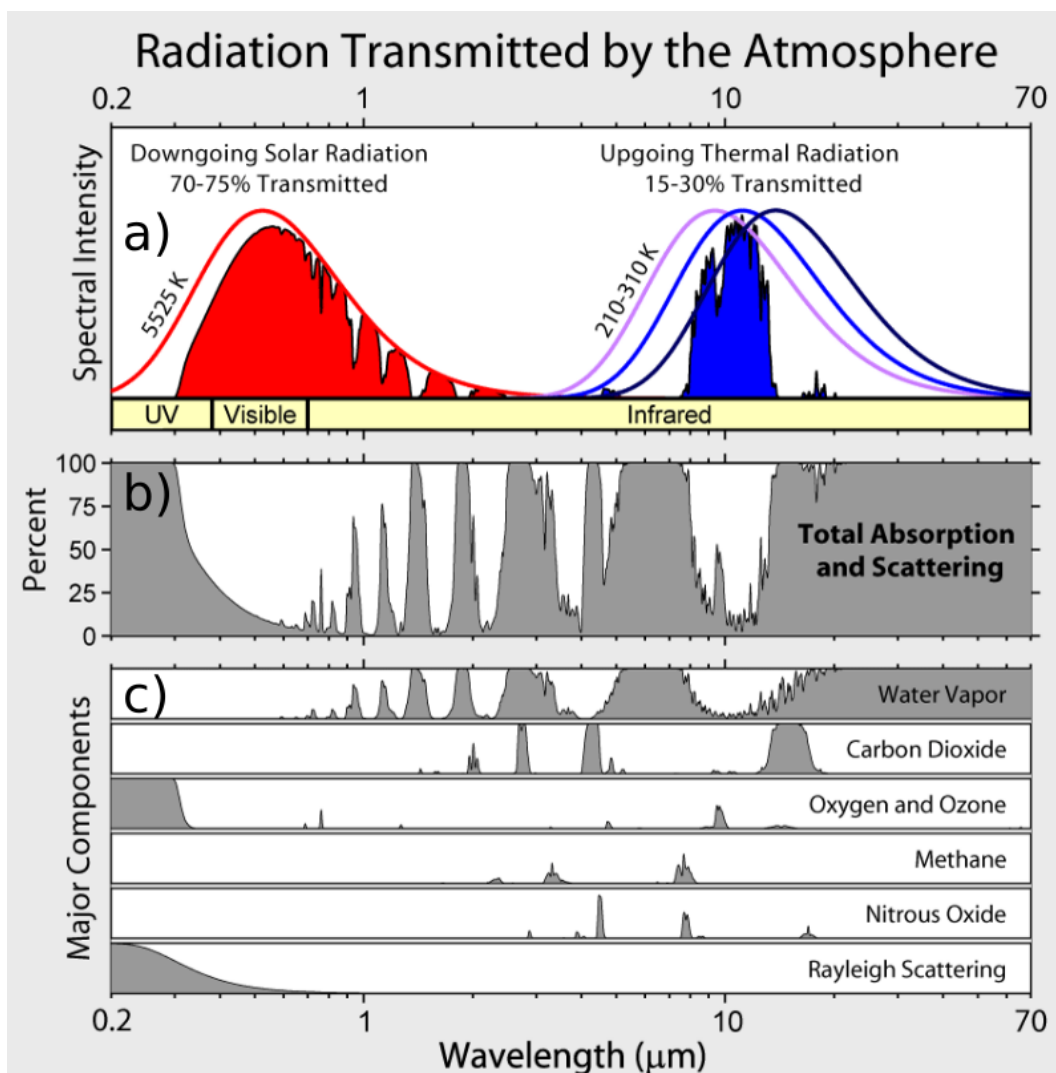 Radiation Transmitted by the Atmosphere
0.2 1 10 70
Spectral Intensity
a)
Downgoing Solar Radiation
70-75% Transmitted
Upgoing Thermal Radiation
15-30% Transmitted
5525 K
210-310 K
UV Visible Infrared
Percent
b)
100
75
50
25
0
Total Absorption
and Scattering
Major Components
c)
Water Vapor
Carbon Dioxide
Oxygen and Ozone
Methane
Nitrous Oxide
Rayleigh Scattering
0.2 1 10 70
Wavelength (μm)